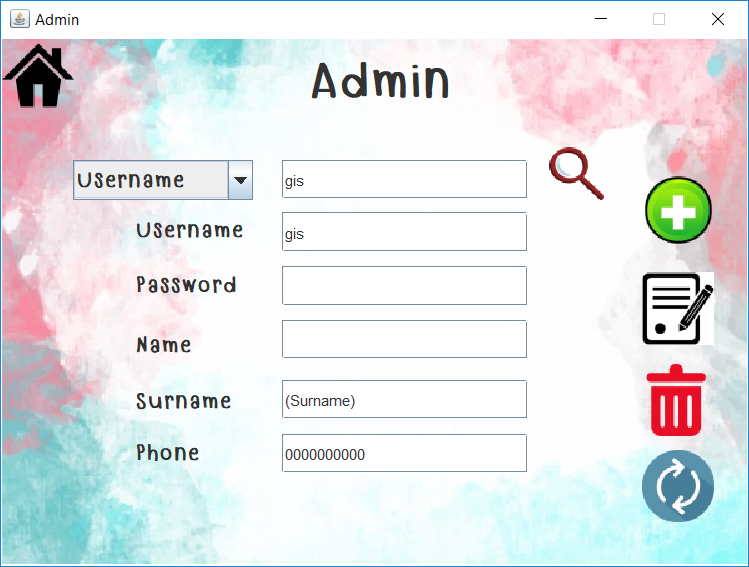 Admin
Admin
Username gis
Username gis
Password
Name
Surname (Surname)
Phone 0000000000